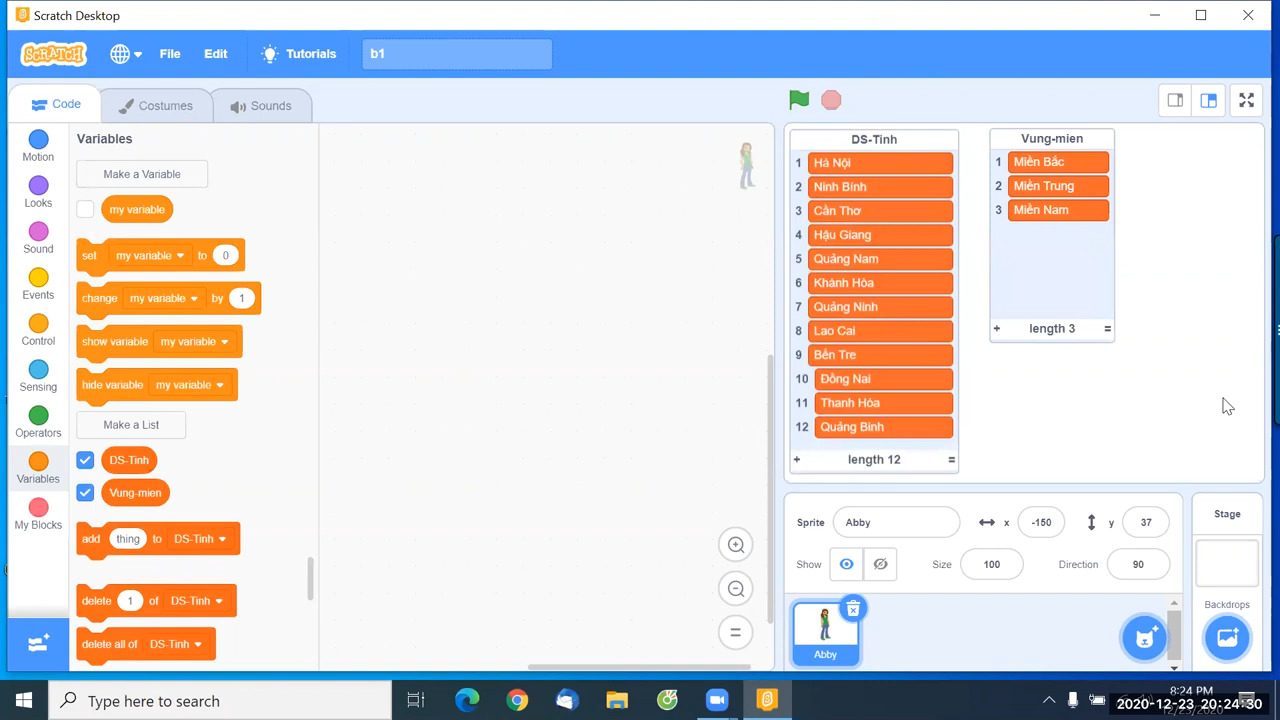 Scratch Desktop
SCRATCH File Edit Tutorials b1
Code Costumes Sounds
Motion
Looks
Sound
Events
Control
Sensing
Operators
Variables
My Blocks
Variables
Make a Variable
my variable
set my variable to 0
change my variable by 1
show variable my variable
hide variable my variable
Make a List
DS-Tinh
Vung-mien
add thing to DS-Tinh
delete 1 of DS-Tinh
delete all of DS-Tinh
DS-Tinh
1 Hà Nội
2 Ninh Bình
3 Cần Thơ
4 Hậu Giang
5 Quảng Nam
6 Khánh Hòa
7 Quảng Ninh
8 Lao Cai
9 Bến Tre
10 Đồng Nai
11 Thanh Hóa
12 Quảng Bình
+ length 12 =
Vung-mien
1 Miền Bắc
2 Miền Trung
3 Miền Nam
+ length 3 =
Sprite Abby x -150 y 37
Show Size 100 Direction 90
Abby
Stage
Backdrops
Type here to search
8:24 PM
2020-12-23 20:24:30